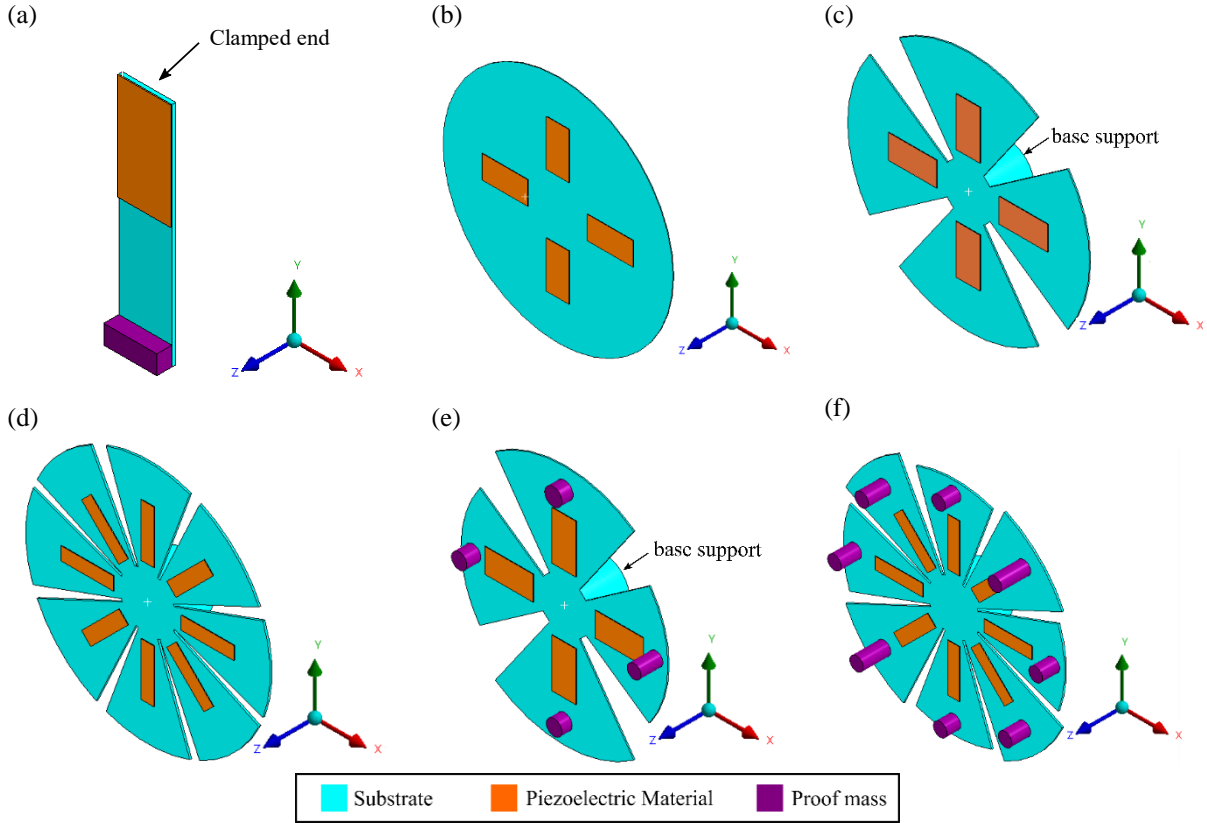 (a)
Clamped end
Y
Z
X
(b)
Y
Z
X
(c)
base support
Y
Z
X
(d)
Y
Z
X
(e)
base support
Y
Z
X
(f)
Y
Z
X
Substrate
Piezoelectric Material
Proof mass